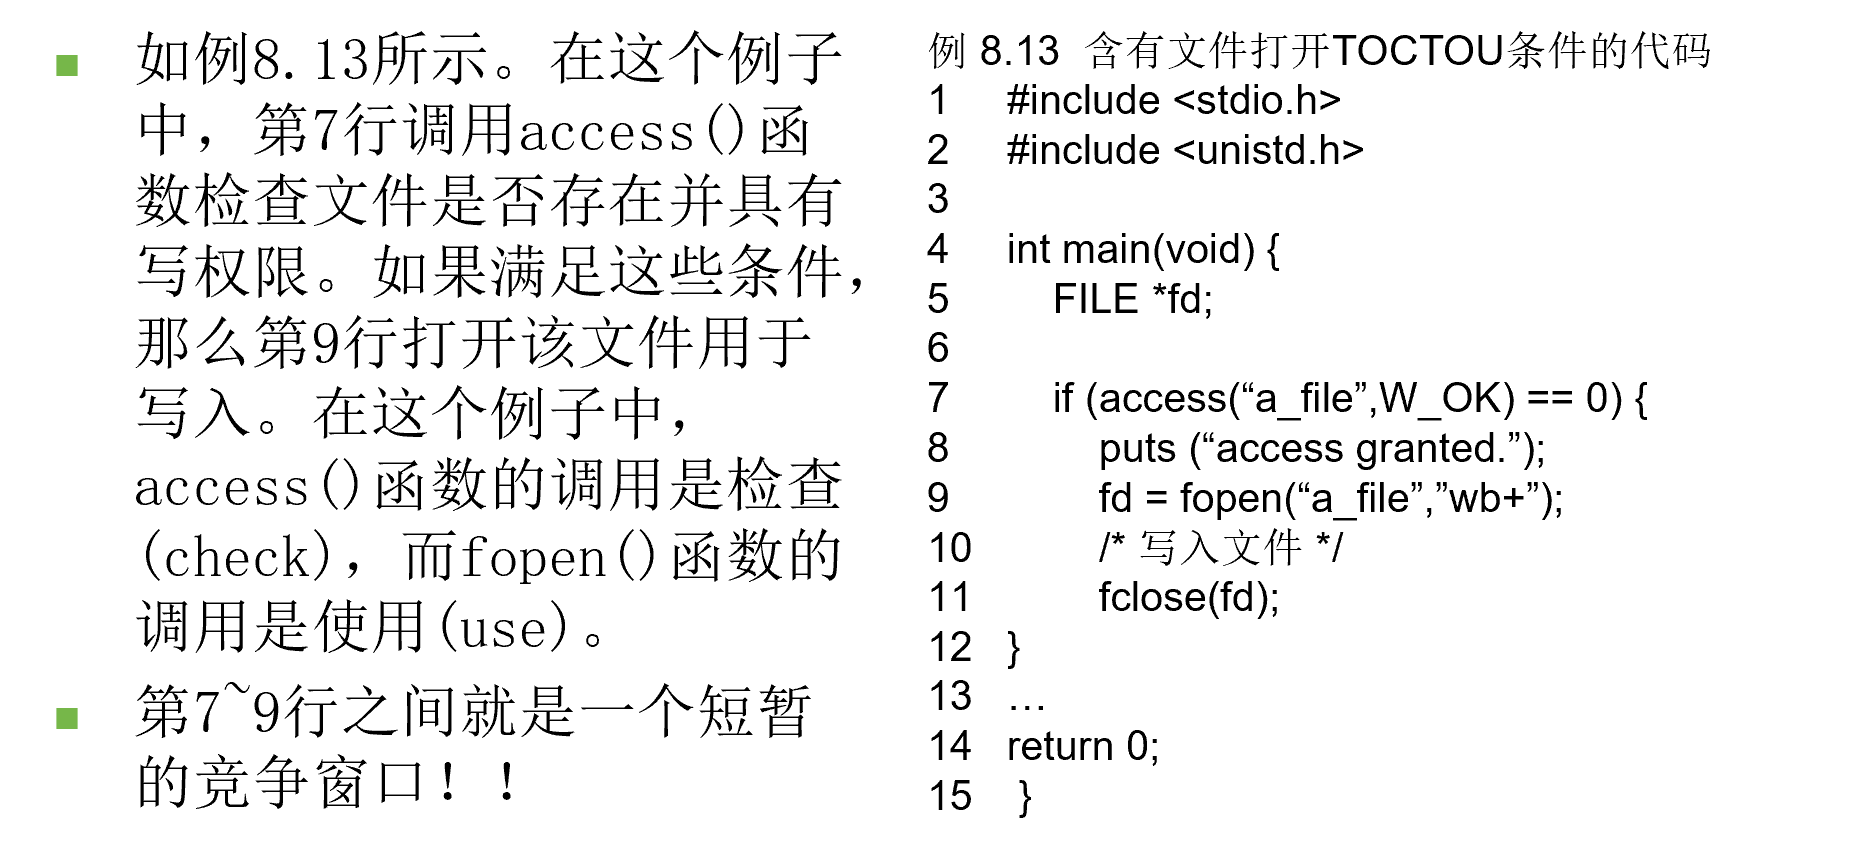 如例8.13所示。在这个例子
中，第7行调用access()函
数检查文件是否存在并具有
写权限。如果满足这些条件，
那么第9行打开该文件用于
写入。在这个例子中，
access()函数的调用是检查
(check)，而fopen()函数的
调用是使用(use)。
第7~9行之间就是一个短暂
的竞争窗口！！
例 8.13 含有文件打开TOCTOU条件的代码
1 #include <stdio.h>
2 #include <unistd.h>
3
4 int main(void) {
5 FILE *fd;
6
7 if (access(“a_file”,W_OK) == 0) {
8 puts (“access granted.”);
9 fd = fopen(“a_file”,”wb+”);
10 /* 写入文件 */
11 fclose(fd);
12 }
13 …
14 return 0;
15 }